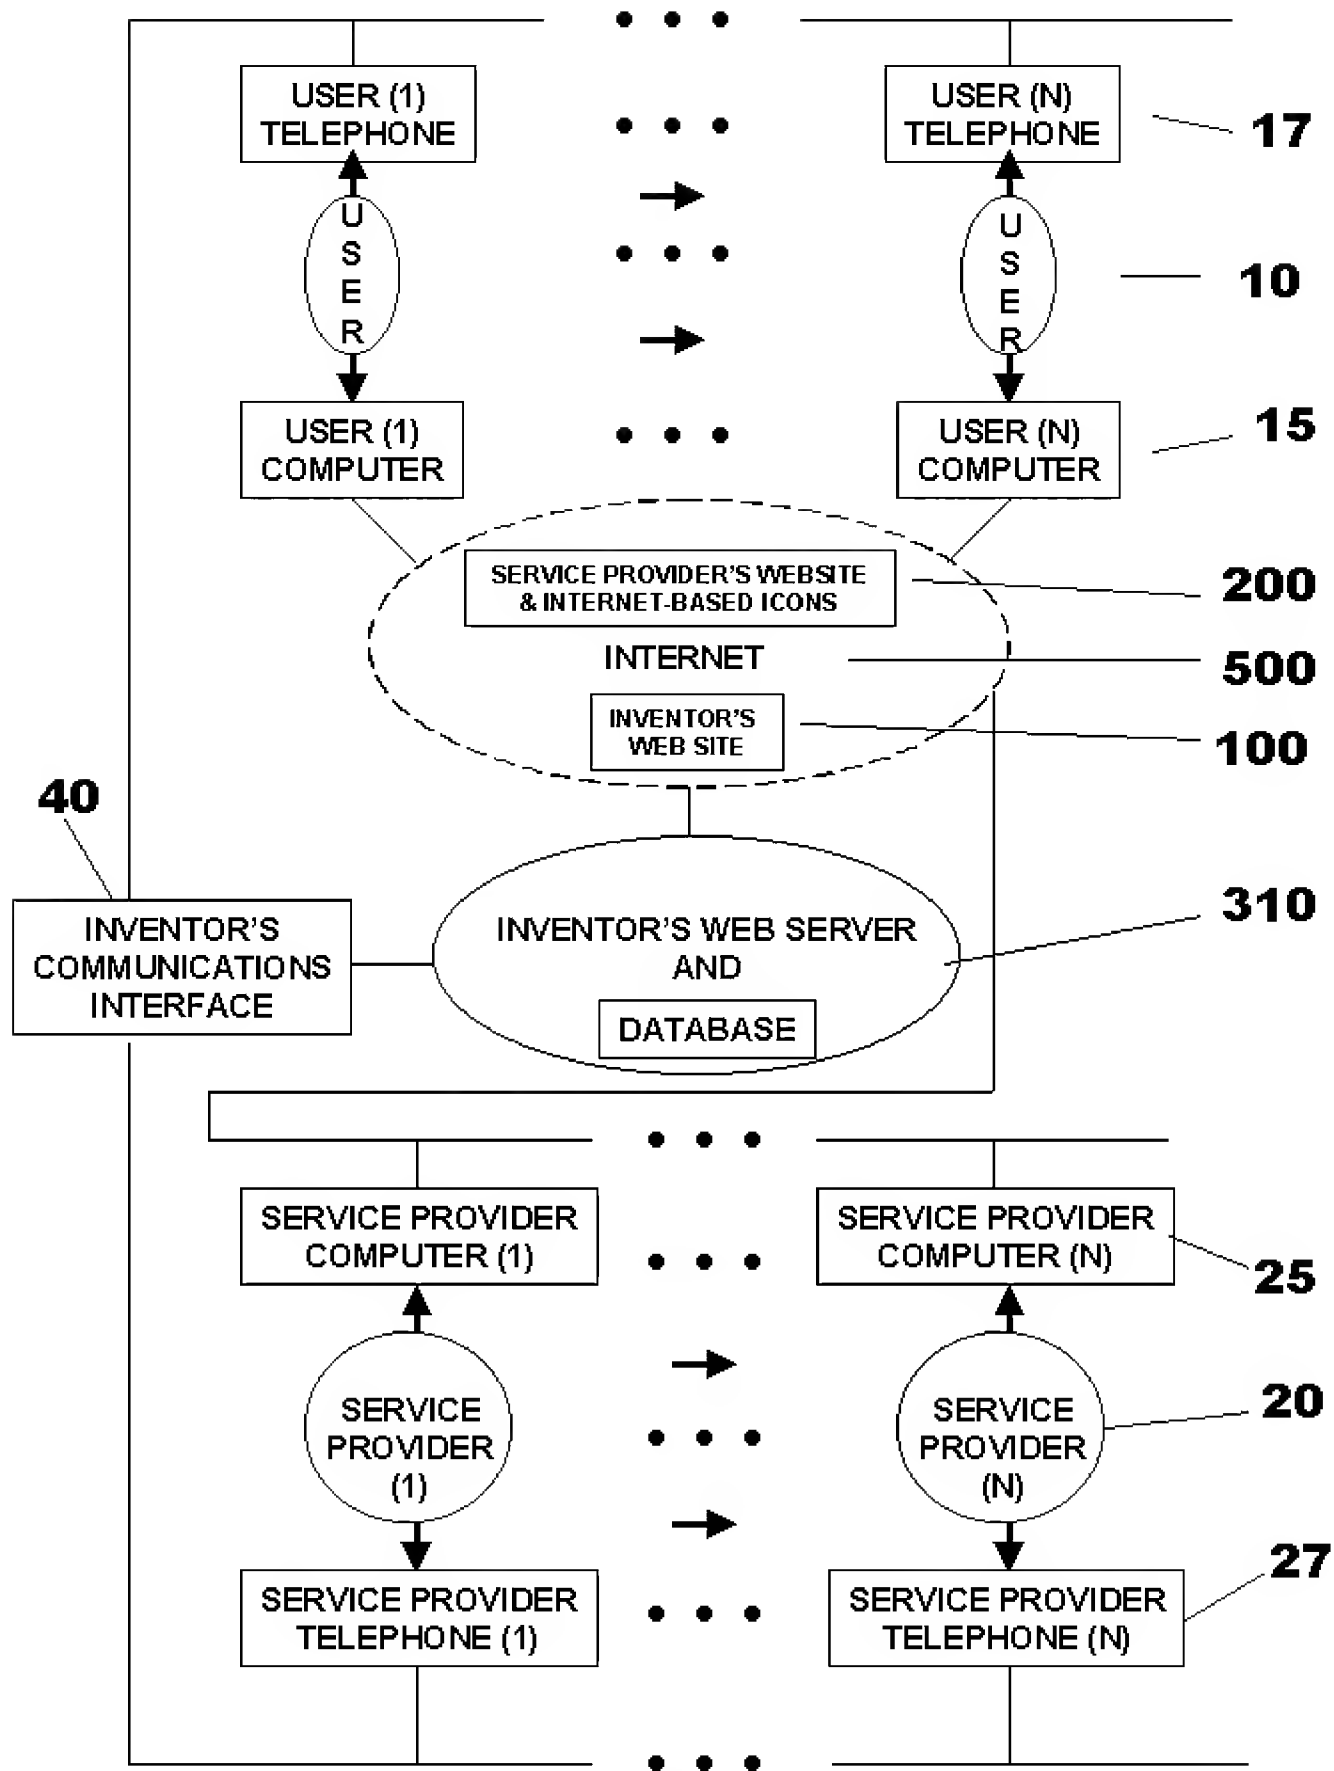 USER (1)
TELEPHONE
USER (N)
TELEPHONE
17
USER
USER
10
USER (1)
COMPUTER
USER (N)
COMPUTER
15
SERVICE PROVIDER'S WEBSITE
& INTERNET-BASED ICONS
200
INTERNET
500
INVENTOR'S
WEB SITE
100
40
INVENTOR'S
COMMUNICATIONS
INTERFACE
INVENTOR'S WEB SERVER
AND
DATABASE
310
SERVICE PROVIDER
COMPUTER (1)
SERVICE PROVIDER
COMPUTER (N)
25
SERVICE
PROVIDER
(1)
SERVICE
PROVIDER
(N)
20
SERVICE PROVIDER
TELEPHONE (1)
SERVICE PROVIDER
TELEPHONE (N)
27